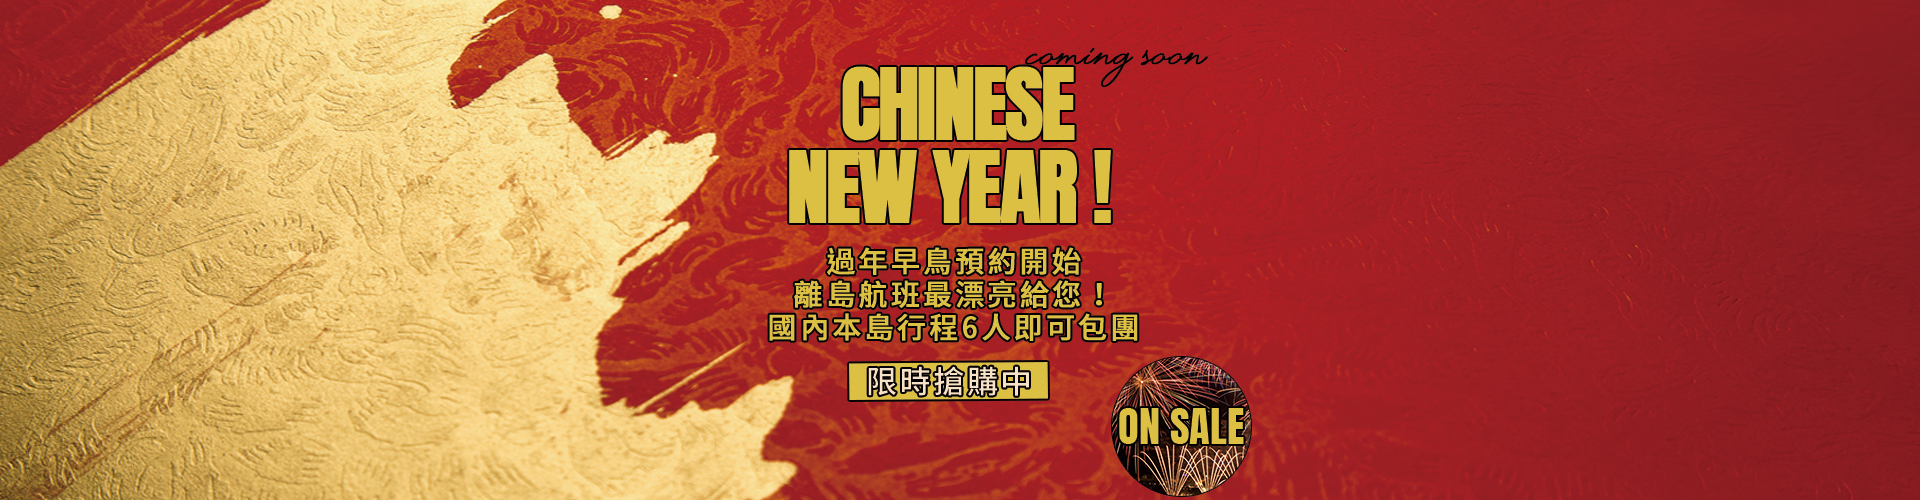 coming soon
CHINESE
NEW YEAR !
過年早鳥預約開始
離島航班最漂亮給您！
國內本島行程6人即可包團
限時搶購中
ON SALE